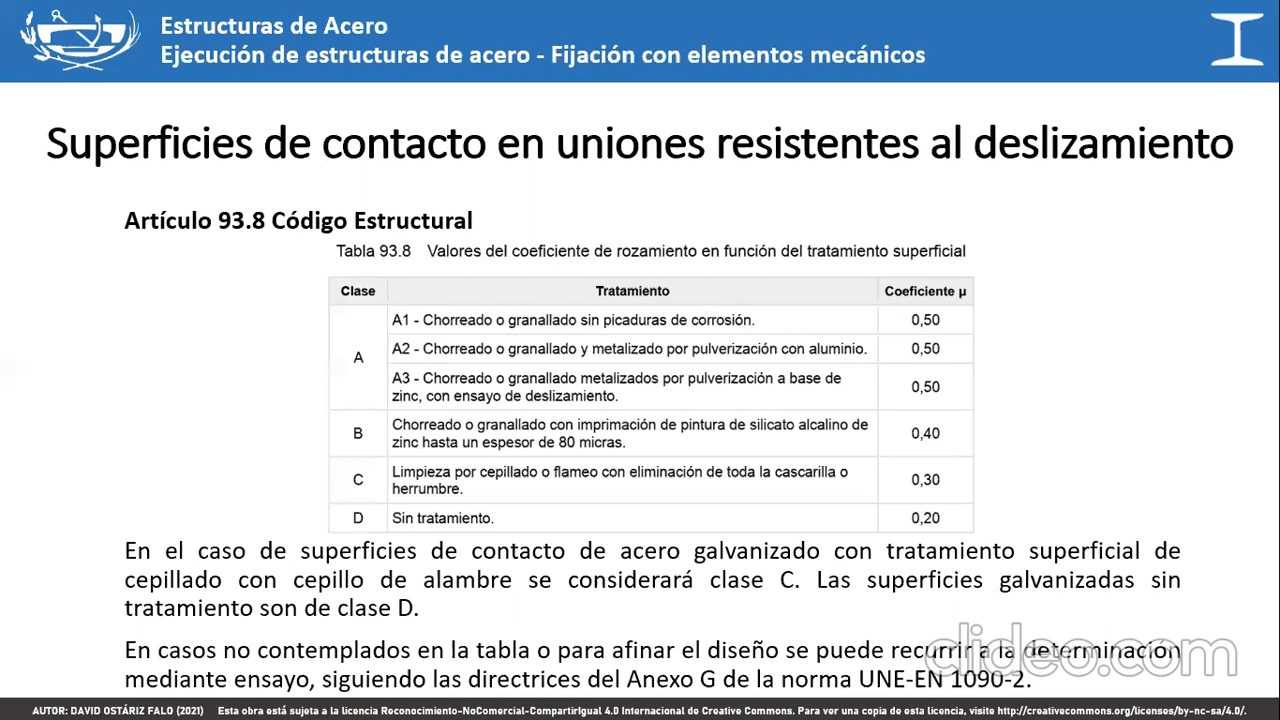 Estructuras de Acero
Ejecución de estructuras de acero - Fijación con elementos mecánicos
Superficies de contacto en uniones resistentes al deslizamiento
Artículo 93.8 Código Estructural
Tabla 93.8 Valores del coeficiente de rozamiento en función del tratamiento superficial
Clase Tratamiento Coeficiente μ
A
A1 - Chorreado o granallado sin picaduras de corrosión. 0,50
A2 - Chorreado o granallado y metalizado por pulverización con aluminio. 0,50
A3 - Chorreado o granallado metalizados por pulverización a base de
zinc, con ensayo de deslizamiento.
0,50
B
Chorreado o granallado con imprimación de pintura de silicato alcalino de
zinc hasta un espesor de 80 micras.
0,40
C
Limpieza por cepillado o flameo con eliminación de toda la cascarilla o
herrumbre.
0,30
D Sin tratamiento. 0,20
En el caso de superficies de contacto de acero galvanizado con tratamiento superficial de
cepillado con cepillo de alambre se considerará clase C. Las superficies galvanizadas sin
tratamiento son de clase D.
En casos no contemplados en la tabla o para afinar el diseño se puede recurrir a la determinación
mediante ensayo, siguiendo las directrices del Anexo G de la norma UNE-EN 1090-2.
clideo.com
AUTOR: DAVID OSTÁRIZ FALO (2021) Esta obra está sujeta a la licencia Reconocimiento-NoComercial-CompartirIgual 4.0 Internacional de Creative Commons. Para ver una copia de esta licencia, visite http://creativecommons.org/licenses/by-nc-sa/4.0/.